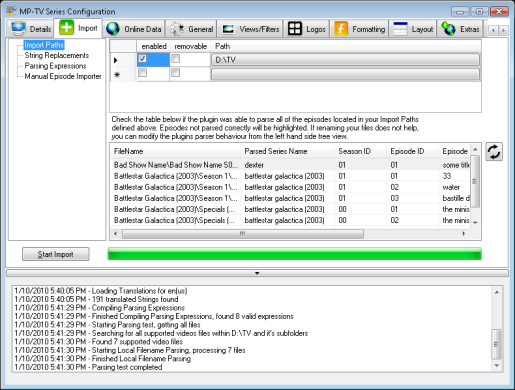 MP-TV Series Configuration
Details Import Online Data General Views/Filters Logos Formatting Layout Extras
Import Paths
String Replacements
Parsing Expressions
Manual Episode Importer
enabled removable Path
D:\TV
Check the table below if the plugin was able to parse all of the episodes located in your Import Paths
defined above. Episodes not parsed correctly will be highlighted. If renaming your files does not help,
you can modify the plugins parser behaviour from the left hand side tree view.
FileName Parsed Series Name Season ID Episode ID Episode
Bad Show Name\Bad Show Name S0... dexter 01 01 some title
Battlestar Galactica (2003)\Season 1\... battlestar galactica (2003) 01 01 33
Battlestar Galactica (2003)\Season 1\... battlestar galactica (2003) 01 02 water
Battlestar Galactica (2003)\Season 1\... battlestar galactica (2003) 01 03 bastille d
Battlestar Galactica (2003)\Specials (... battlestar galactica (2003) 00 01 the minis
Battlestar Galactica (2003)\Specials (... battlestar galactica (2003) 00 02 the minis
Start Import
1/10/2010 5:40:05 PM - Loading Translations for en(us)
1/10/2010 5:40:05 PM - 191 translated Strings found
1/10/2010 5:41:29 PM - Compiling Parsing Expressions
1/10/2010 5:41:29 PM - Finished Compiling Parsing Expressions, found 8 valid expressions
1/10/2010 5:41:29 PM - Starting Parsing test, getting all files
1/10/2010 5:41:29 PM - Searching for all supported videos files within D:\TV and it's subfolders
1/10/2010 5:41:30 PM - Found 7 supported video files
1/10/2010 5:41:30 PM - Starting Local Filename Parsing, processing 7 files
1/10/2010 5:41:30 PM - Finished Local Filename Parsing
1/10/2010 5:41:30 PM - Parsing test completed